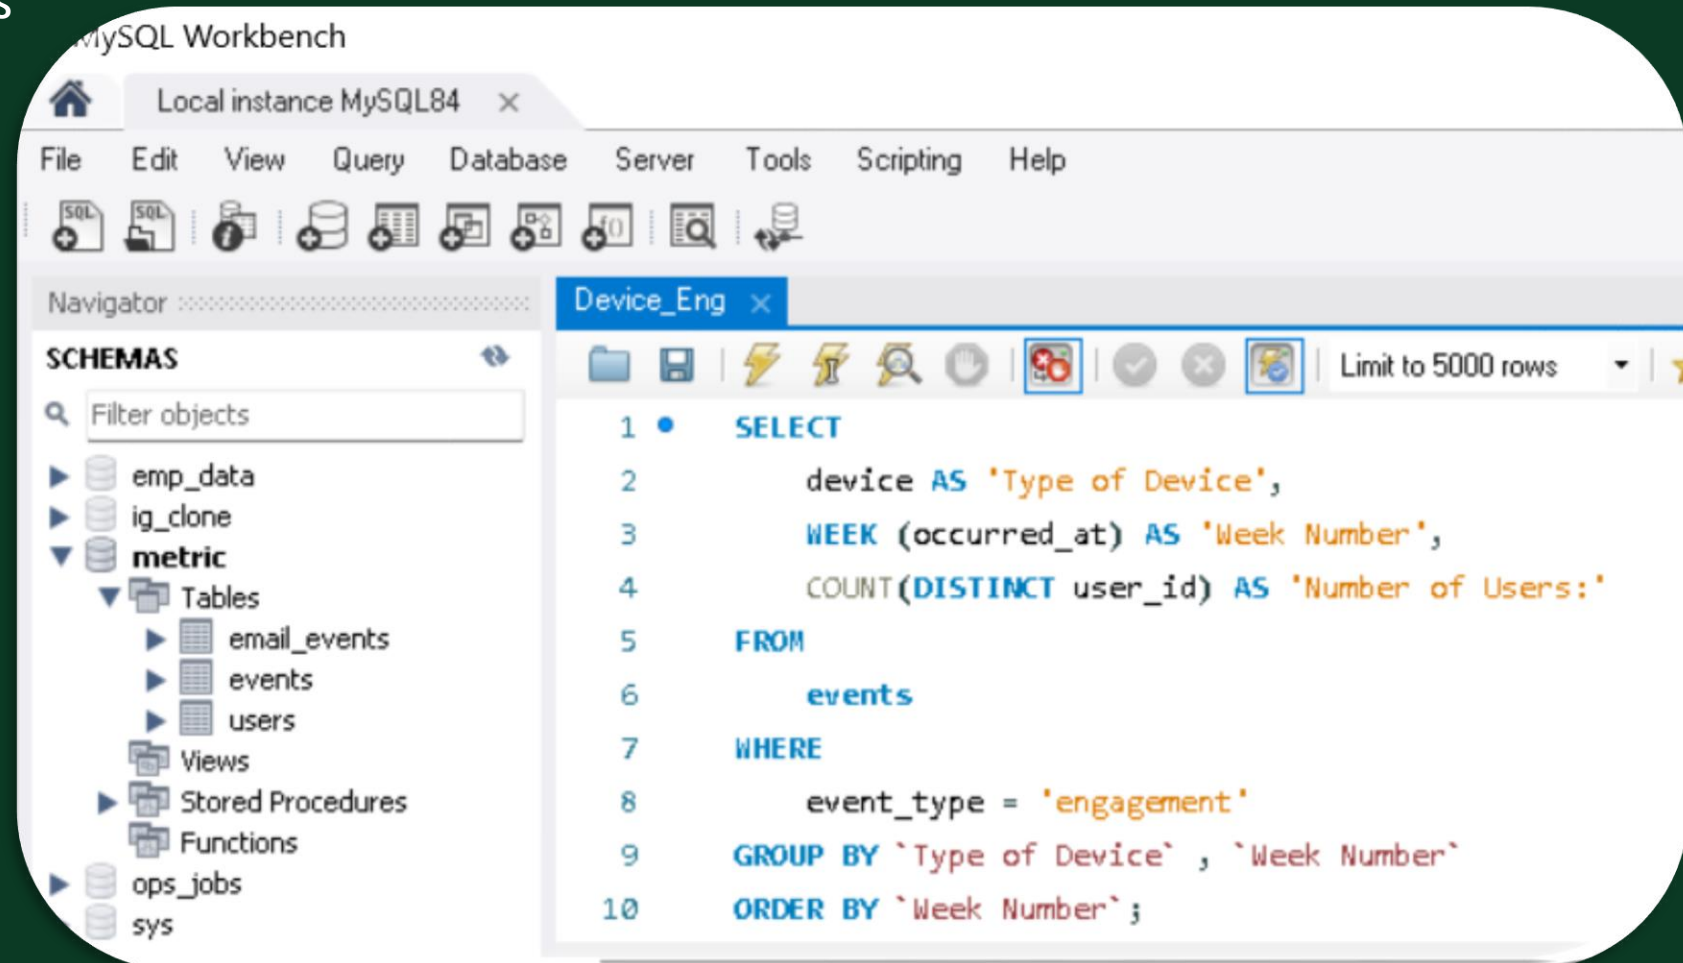 s
MySQL Workbench
Local instance MySQL84
File Edit View Query Database Server Tools Scripting Help
SQL SQL f()
Navigator
SCHEMAS
Filter objects
emp_data
ig_clone
metric
Tables
email_events
events
users
Views
Stored Procedures
Functions
ops_jobs
sys
Device_Eng
Limit to 5000 rows
1 SELECT
2 device AS 'Type of Device',
3 WEEK (occurred_at) AS 'Week Number',
4 COUNT(DISTINCT user_id) AS 'Number of Users:'
5 FROM
6 events
7 WHERE
8 event_type = 'engagement'
9 GROUP BY `Type of Device` , `Week Number`
10 ORDER BY `Week Number`;